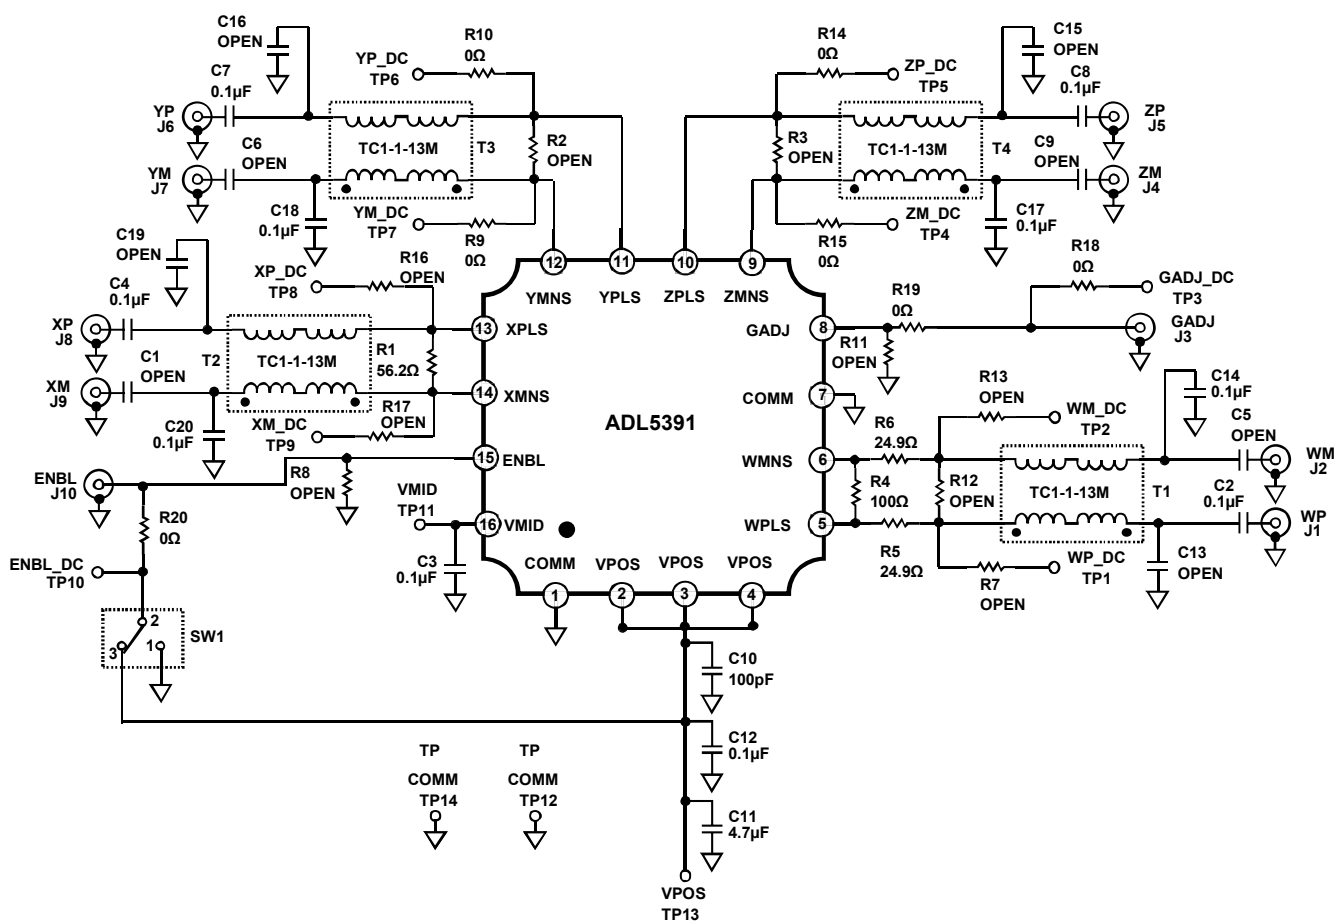 C16
OPEN
C7
0.1µF
YP
J6
C6
OPEN
YM
J7
C18
0.1µF
YP_DC
TP6
R10
0Ω
TC1-1-13M
T3
R2
OPEN
YM_DC
TP7
R9
0Ω
R14
0Ω
ZP_DC
TP5
C15
OPEN
C8
0.1µF
ZP
J5
R3
OPEN
TC1-1-13M
T4
C9
OPEN
ZM
J4
ZM_DC
TP4
R15
0Ω
C17
0.1µF
C19
OPEN
C4
0.1µF
XP
J8
C1
OPEN
XM
J9
C20
0.1µF
XP_DC
TP8
R16
OPEN
T2
TC1-1-13M
R1
56.2Ω
XM_DC
TP9
R17
OPEN
12
11
10
9
YMNS
YPLS
ZPLS
ZMNS
13
XPLS
14
XMNS
15
ENBL
16
VMID
ADL5391
GADJ
8
COMM
7
WMNS
6
WPLS
5
COMM
VPOS
VPOS
VPOS
1
2
3
4
R19
0Ω
R11
OPEN
R18
0Ω
GADJ_DC
TP3
GADJ
J3
R6
24.9Ω
R4
100Ω
R5
24.9Ω
R13
OPEN
WM_DC
TP2
R12
OPEN
TC1-1-13M
T1
C14
0.1µF
C5
OPEN
WM
J2
C2
0.1µF
WP
J1
WP_DC
TP1
R7
OPEN
C13
OPEN
ENBL
J10
R8
OPEN
R20
0Ω
ENBL_DC
TP10
VMID
TP11
C3
0.1µF
2
3
1
SW1
C10
100pF
C12
0.1µF
C11
4.7µF
TP
COMM
TP14
TP
COMM
TP12
VPOS
TP13